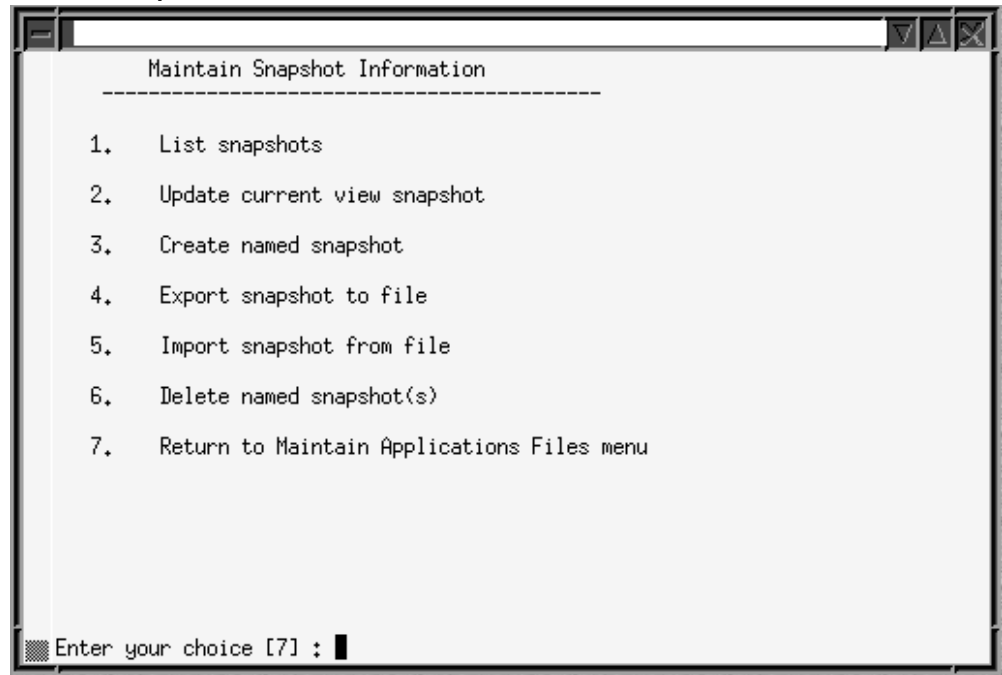 Maintain Snapshot Information
-------------------------------------------
1. List snapshots
2. Update current view snapshot
3. Create named snapshot
4. Export snapshot to file
5. Import snapshot from file
6. Delete named snapshot(s)
7. Return to Maintain Applications Files menu
Enter your choice [7] :